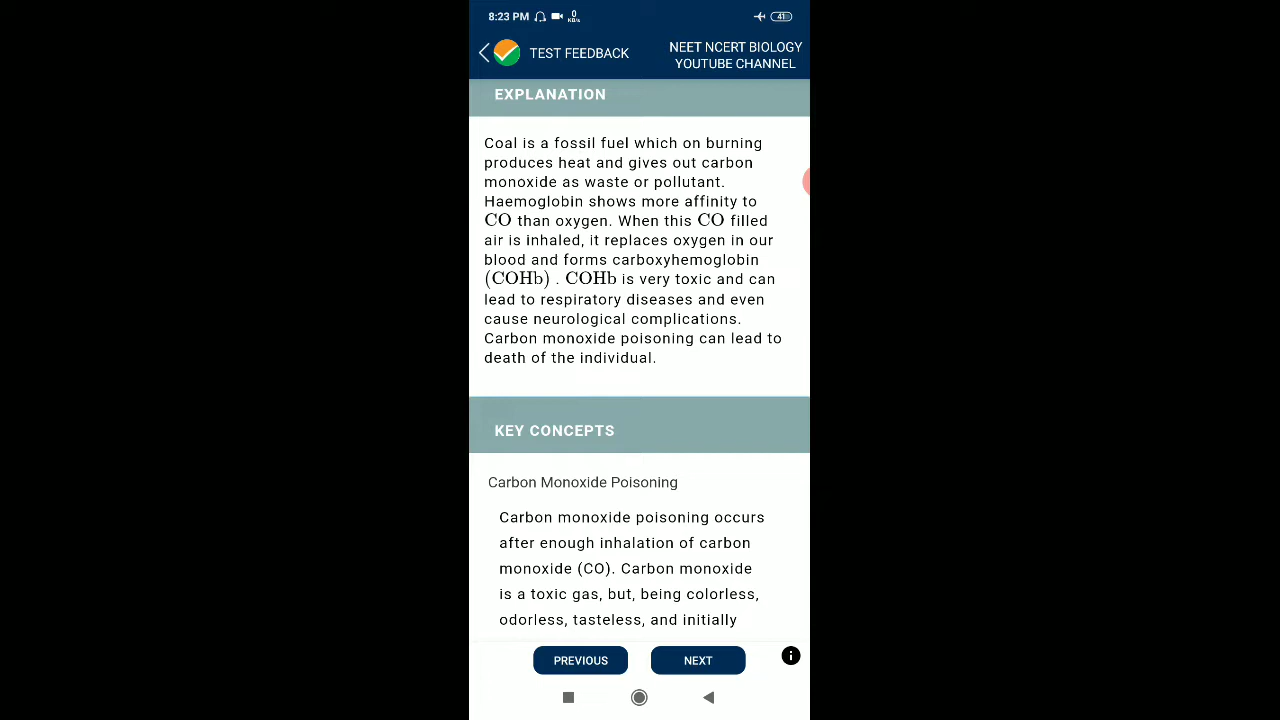 8:23 PM 0 KB/s 41
TEST FEEDBACK
NEET NCERT BIOLOGY
YOUTUBE CHANNEL
EXPLANATION
Coal is a fossil fuel which on burning
produces heat and gives out carbon
monoxide as waste or pollutant.
Haemoglobin shows more affinity to
CO than oxygen. When this CO filled
air is inhaled, it replaces oxygen in our
blood and forms carboxyhemoglobin
(COHb) . COHb is very toxic and can
lead to respiratory diseases and even
cause neurological complications.
Carbon monoxide poisoning can lead to
death of the individual.
KEY CONCEPTS
Carbon Monoxide Poisoning
Carbon monoxide poisoning occurs
after enough inhalation of carbon
monoxide (CO). Carbon monoxide
is a toxic gas, but, being colorless,
odorless, tasteless, and initially
PREVIOUS
NEXT